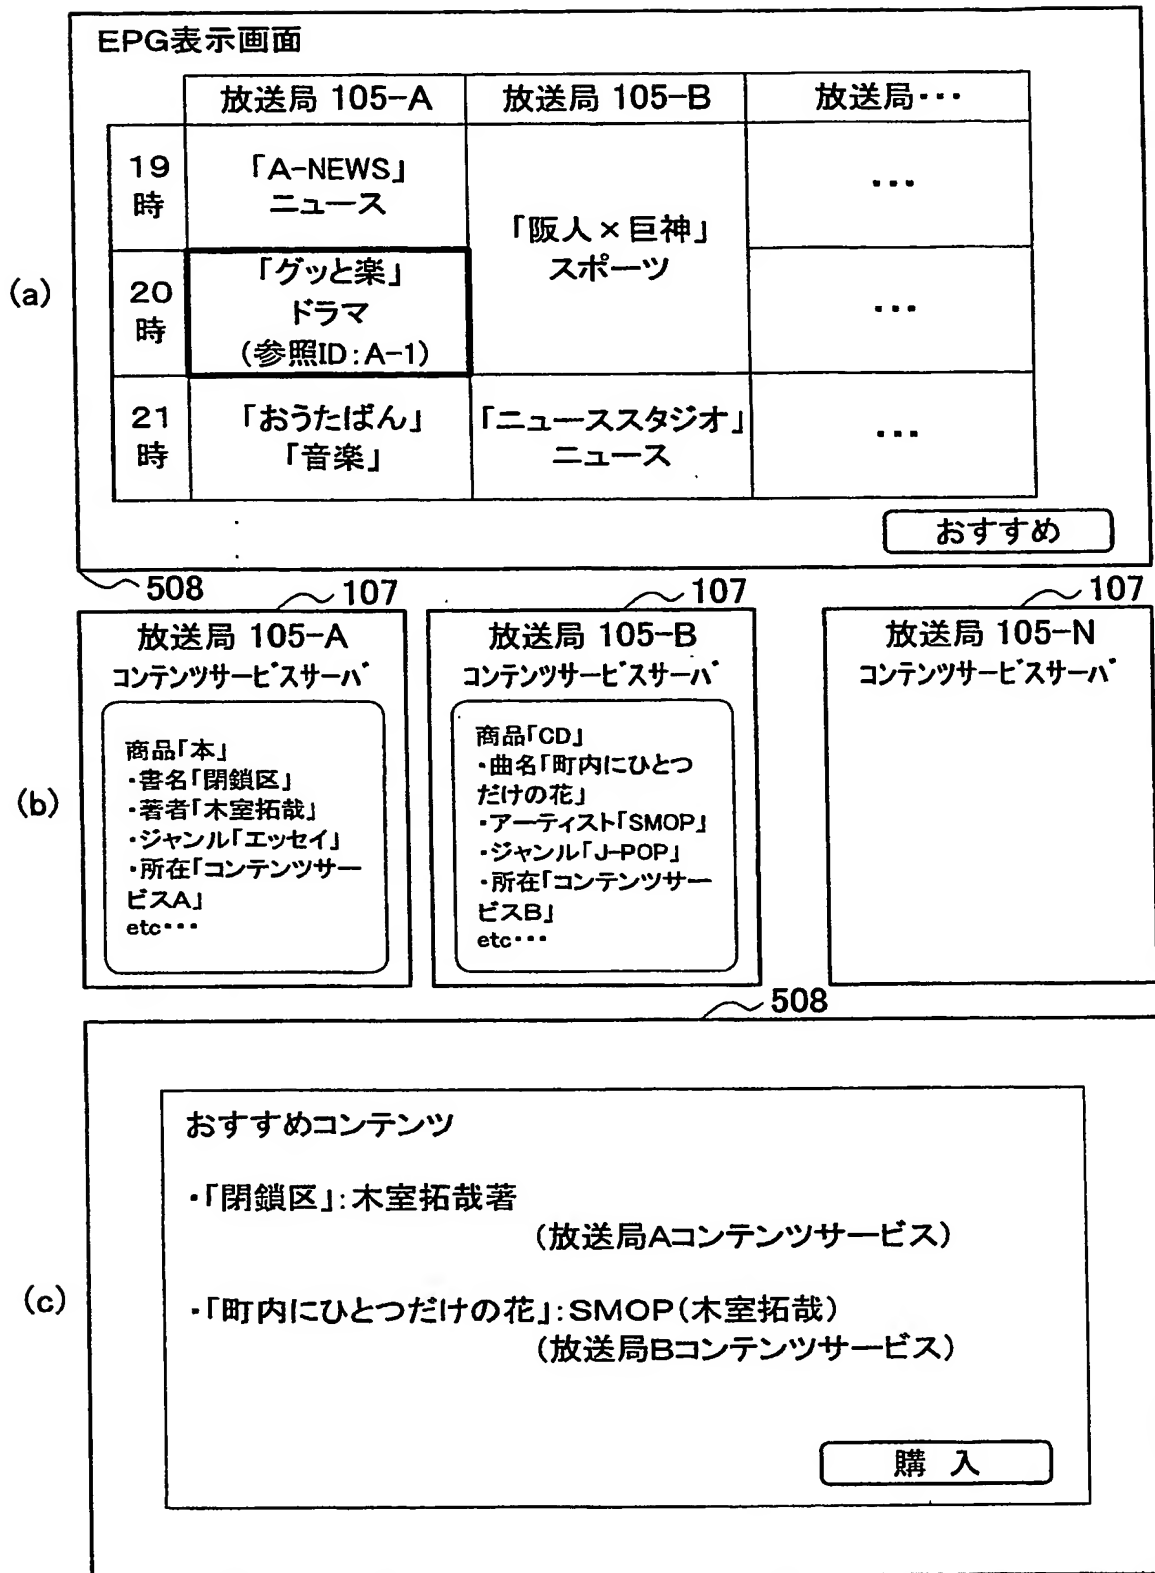 EPG表示画面
放送局 105-A 放送局 105-B 放送局・・・
19時 「A-NEWS」 ニュース 「阪人×巨神」 スポーツ ・・・
(a)
20時 「グッと楽」 ドラマ (参照ID:A-1) ・・・
21時 「おうたばん」 「音楽」 「ニューススタジオ」 ニュース ・・・
おすすめ
508
107
107
107
(b)
放送局 105-A
コンテンツサービスサーバ
商品「本」
・書名「閉鎖区」
・著者「木室拓哉」
・ジャンル「エッセイ」
・所在「コンテンツサー
ビスA」
etc・・・
放送局 105-B
コンテンツサービスサーバ
商品「CD」
・曲名「町内にひとつ
だけの花」
・アーティスト「SMOP」
・ジャンル「J-POP」
・所在「コンテンツサー
ビスB」
etc・・・
放送局 105-N
コンテンツサービスサーバ
508
(c)
おすすめコンテンツ
・「閉鎖区」:木室拓哉著
(放送局Aコンテンツサービス)
・「町内にひとつだけの花」:SMOP(木室拓哉)
(放送局Bコンテンツサービス)
購 入